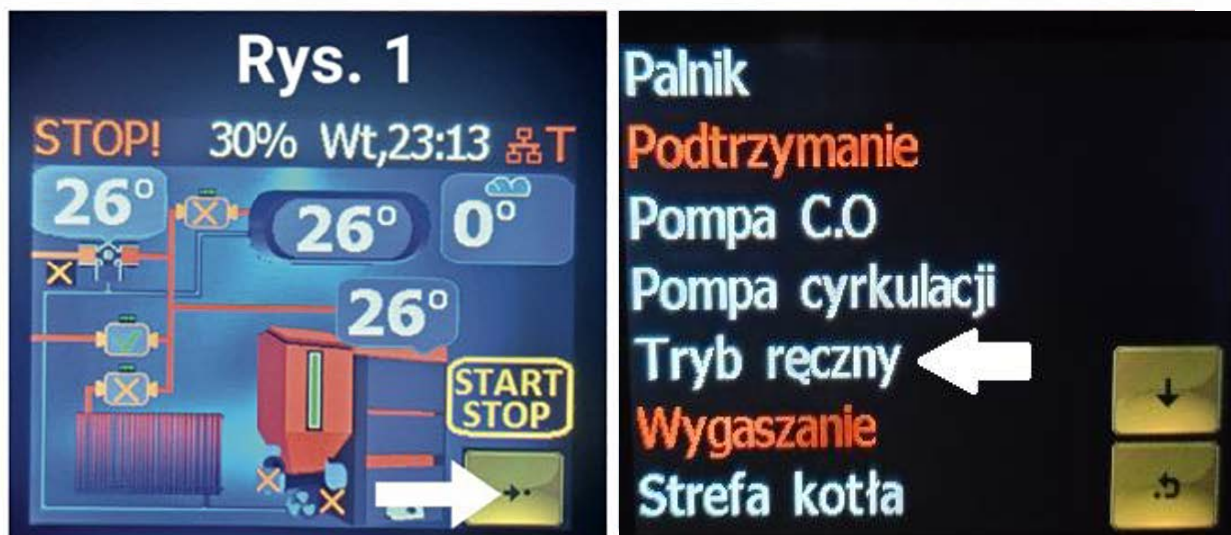 Rys. 1
STOP! 30% Wt,23:13 T
26°
26°
0°
26°
START
STOP
Palnik
Podtrzymanie
Pompa C.O
Pompa cyrkulacji
Tryb ręczny
Wygaszanie
Strefa kotła